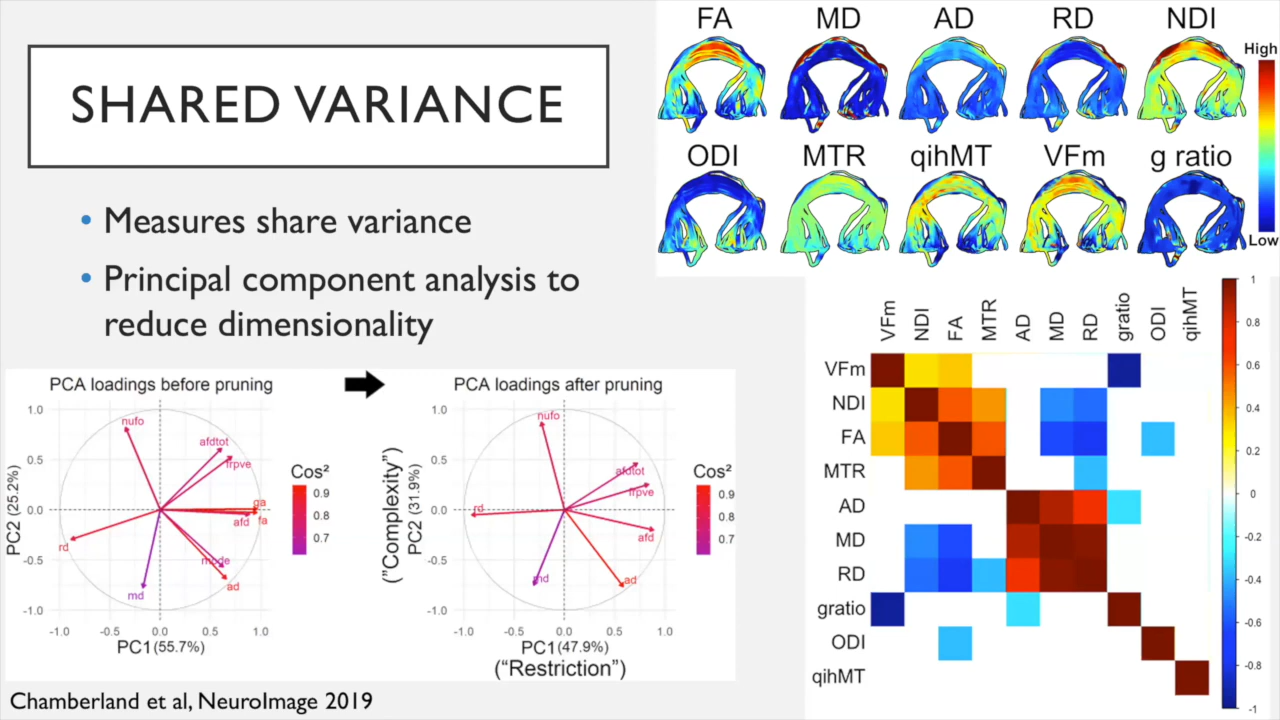 SHARED VARIANCE
• Measures share variance
• Principal component analysis to
reduce dimensionality
FA MD AD RD NDI
High
ODI MTR qihMT VFm g ratio
Low
PCA loadings before pruning
PC2 (25.2%)
1.0
0.5
0.0
-0.5
-1.0
nufo
afdtot
frpve
ga
fa
afd
rd
mode
ad
md
-1.0 -0.5 0.0 0.5 1.0
PC1(55.7%)
Cos²
0.9
0.8
0.7
PCA loadings after pruning
("Complexity")
PC2 (31.9%)
1.0
0.5
0.0
-0.5
-1.0
nufo
afdtot
frpve
rd
afd
md
ad
-1.0 -0.5 0.0 0.5 1.0
PC1(47.9%)
("Restriction")
Cos²
0.9
0.8
0.7
VFm NDI FA MTR AD MD RD gratio ODI qihMT
VFm
NDI
FA
MTR
AD
MD
RD
gratio
ODI
qihMT
1
0.8
0.6
0.4
0.2
0
-0.2
-0.4
-0.6
-0.8
-1
Chamberland et al, NeuroImage 2019